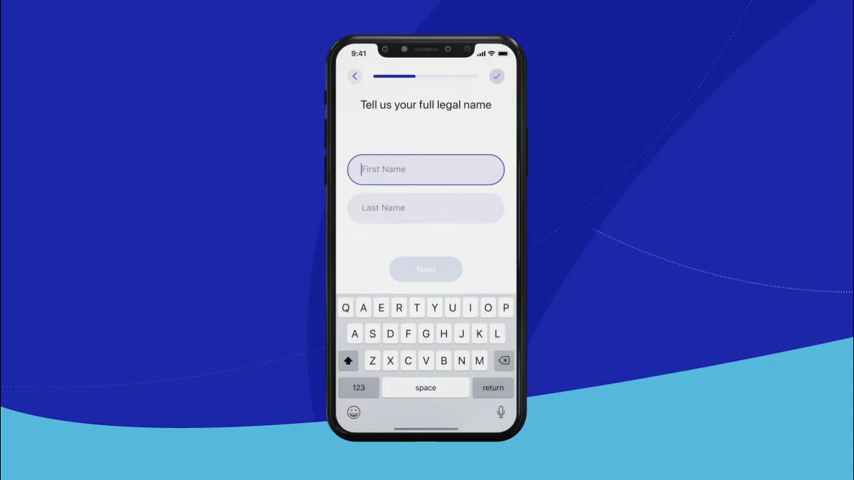 9:41
Tell us your full legal name
First Name
Last Name
Next
Q A E R T Y U I O P
A S D F G H J K L
Z X C V B N M
123 space return